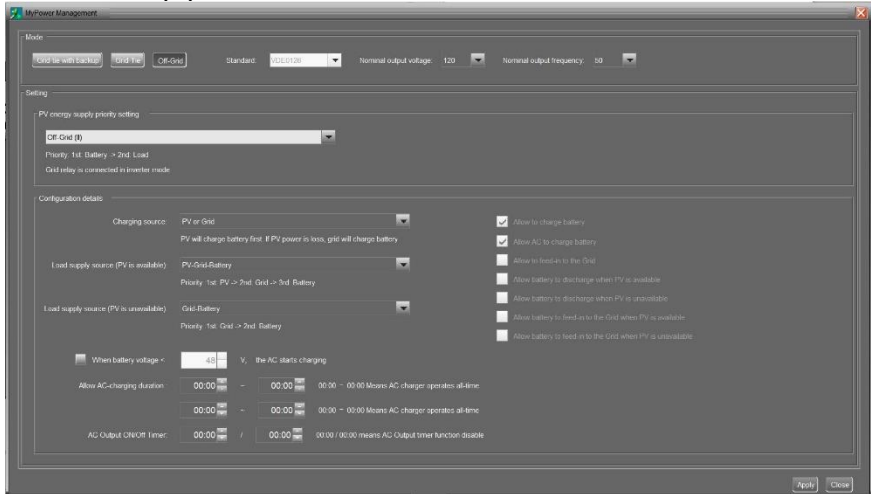 MyPower Management
Mode
Grid-tie with backup Grid-Tie Off-Grid Standard: VDE0126 Nominal output voltage: 120 Nominal output frequency: 50
Setting
PV energy supply priority setting
Off-Grid (II)
Priority: 1st: Battery -> 2nd: Load
Grid relay is connected in inverter mode
Configuration details
Charging source: PV or Grid
PV will charge battery first. If PV power is loss, grid will charge battery
Load supply source (PV is available) PV-Grid-Battery
Priority: 1st: PV -> 2nd: Grid -> 3rd: Battery
Load supply source (PV is unavailable) Grid-Battery
Priority: 1st: Grid -> 2nd: Battery
Allow to charge battery
Allow AC to charge battery
Allow to feed-in to the Grid
Allow battery to discharge when PV is available
Allow battery to discharge when PV is unavailable
Allow battery to feed-in to the Grid when PV is available
Allow battery to feed-in to the Grid when PV is unavailable
When battery voltage < 48 V, the AC starts charging
Allow AC-charging duration: 00:00 ~ 00:00 00:00 ~ 00:00 Means AC charger operates all-time
00:00 ~ 00:00 00:00 ~ 00:00 Means AC charger operates all-time
AC Output ON/Off Timer: 00:00 / 00:00 00:00 / 00:00 means AC Output timer function disable
Apply Close